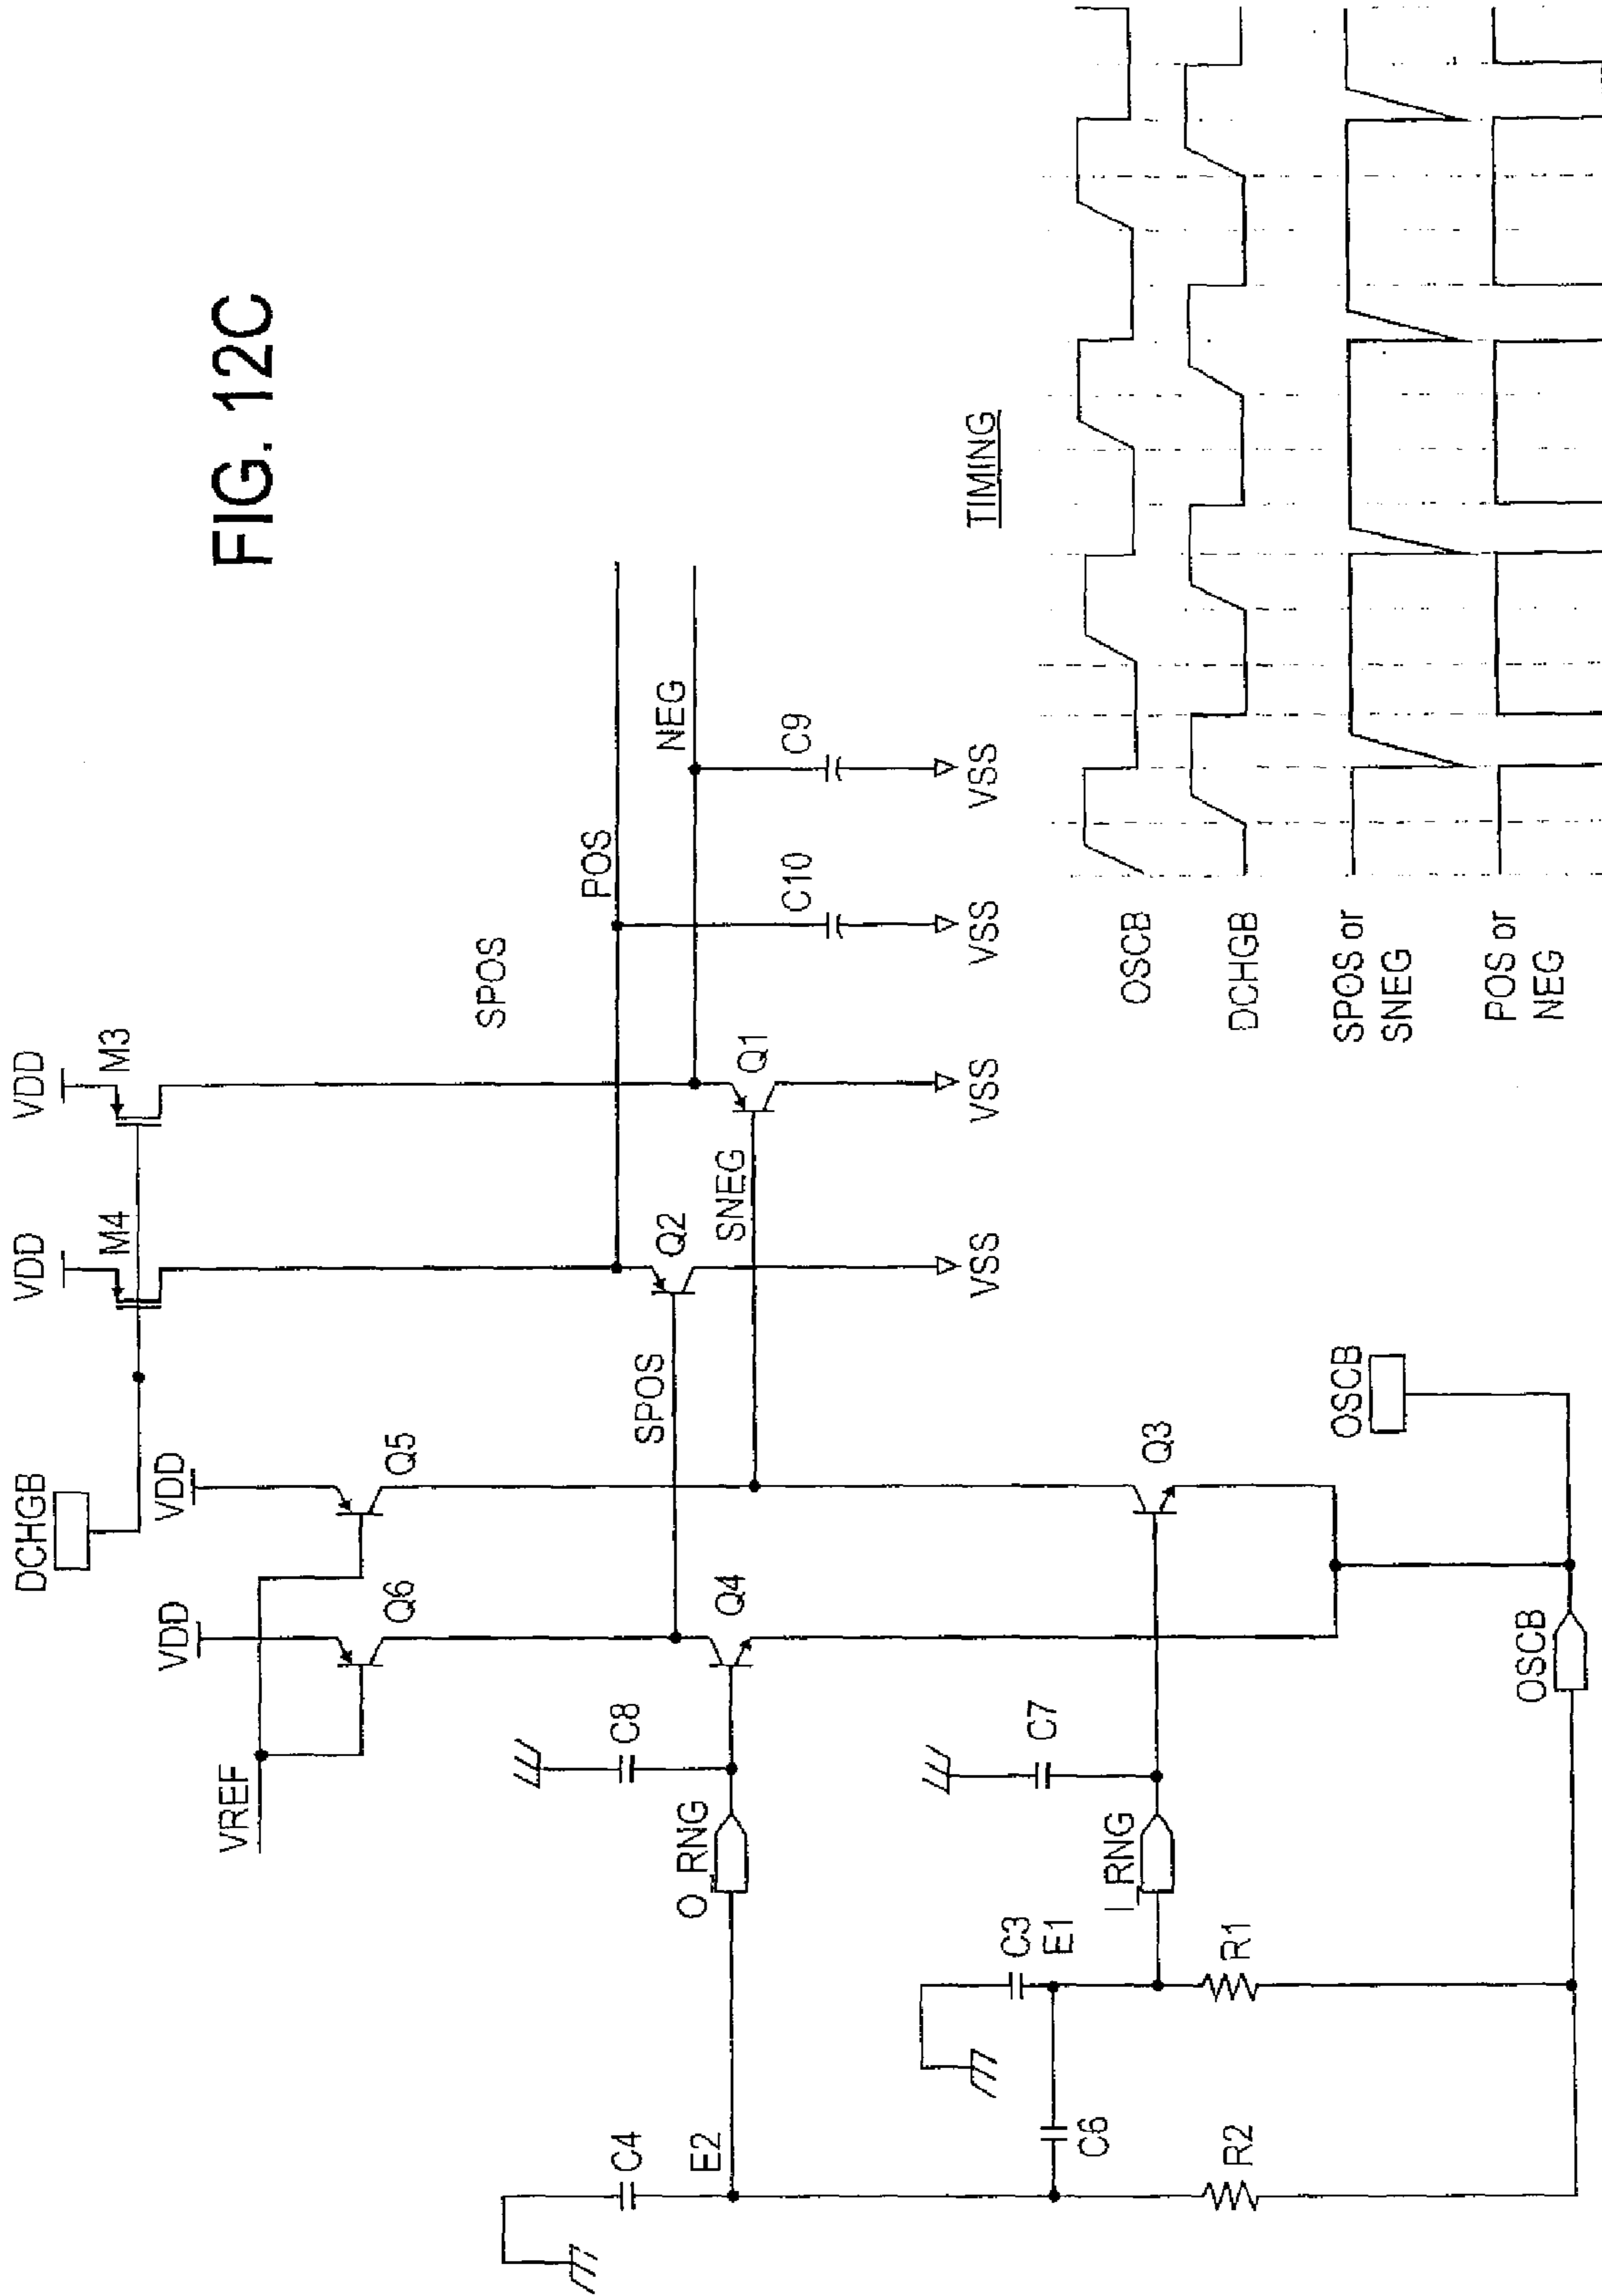 FIG. 12C
DCHGB
VDD
M4
VDD
M3
VDD
Q6
VDD
Q5
VREF
SPOS
SPOS
POS
NEG
Q2
SNEG
Q1
C10
C9
VSS
VSS
VSS
VSS
C8
Q4
O_RNG
C4
E2
C7
I_RNG
Q3
C3
E1
C6
R2
R1
OSCB
OSCB
TIMING
OSCB
DCHGB
SPOS or
SNEG
POS or
NEG